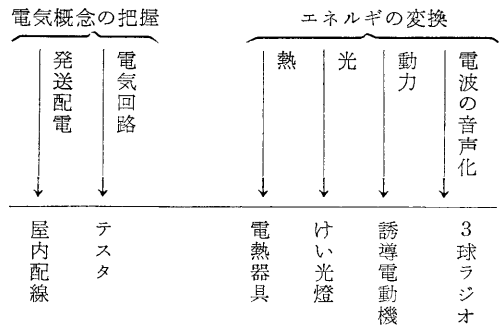 電気概念の把握
エネルギの変換
発送配電
電気回路
熱
光
動力
電波の音声化
屋内配線
テスタ
電熱器具
けい光燈
誘導電動機
3球ラジオ